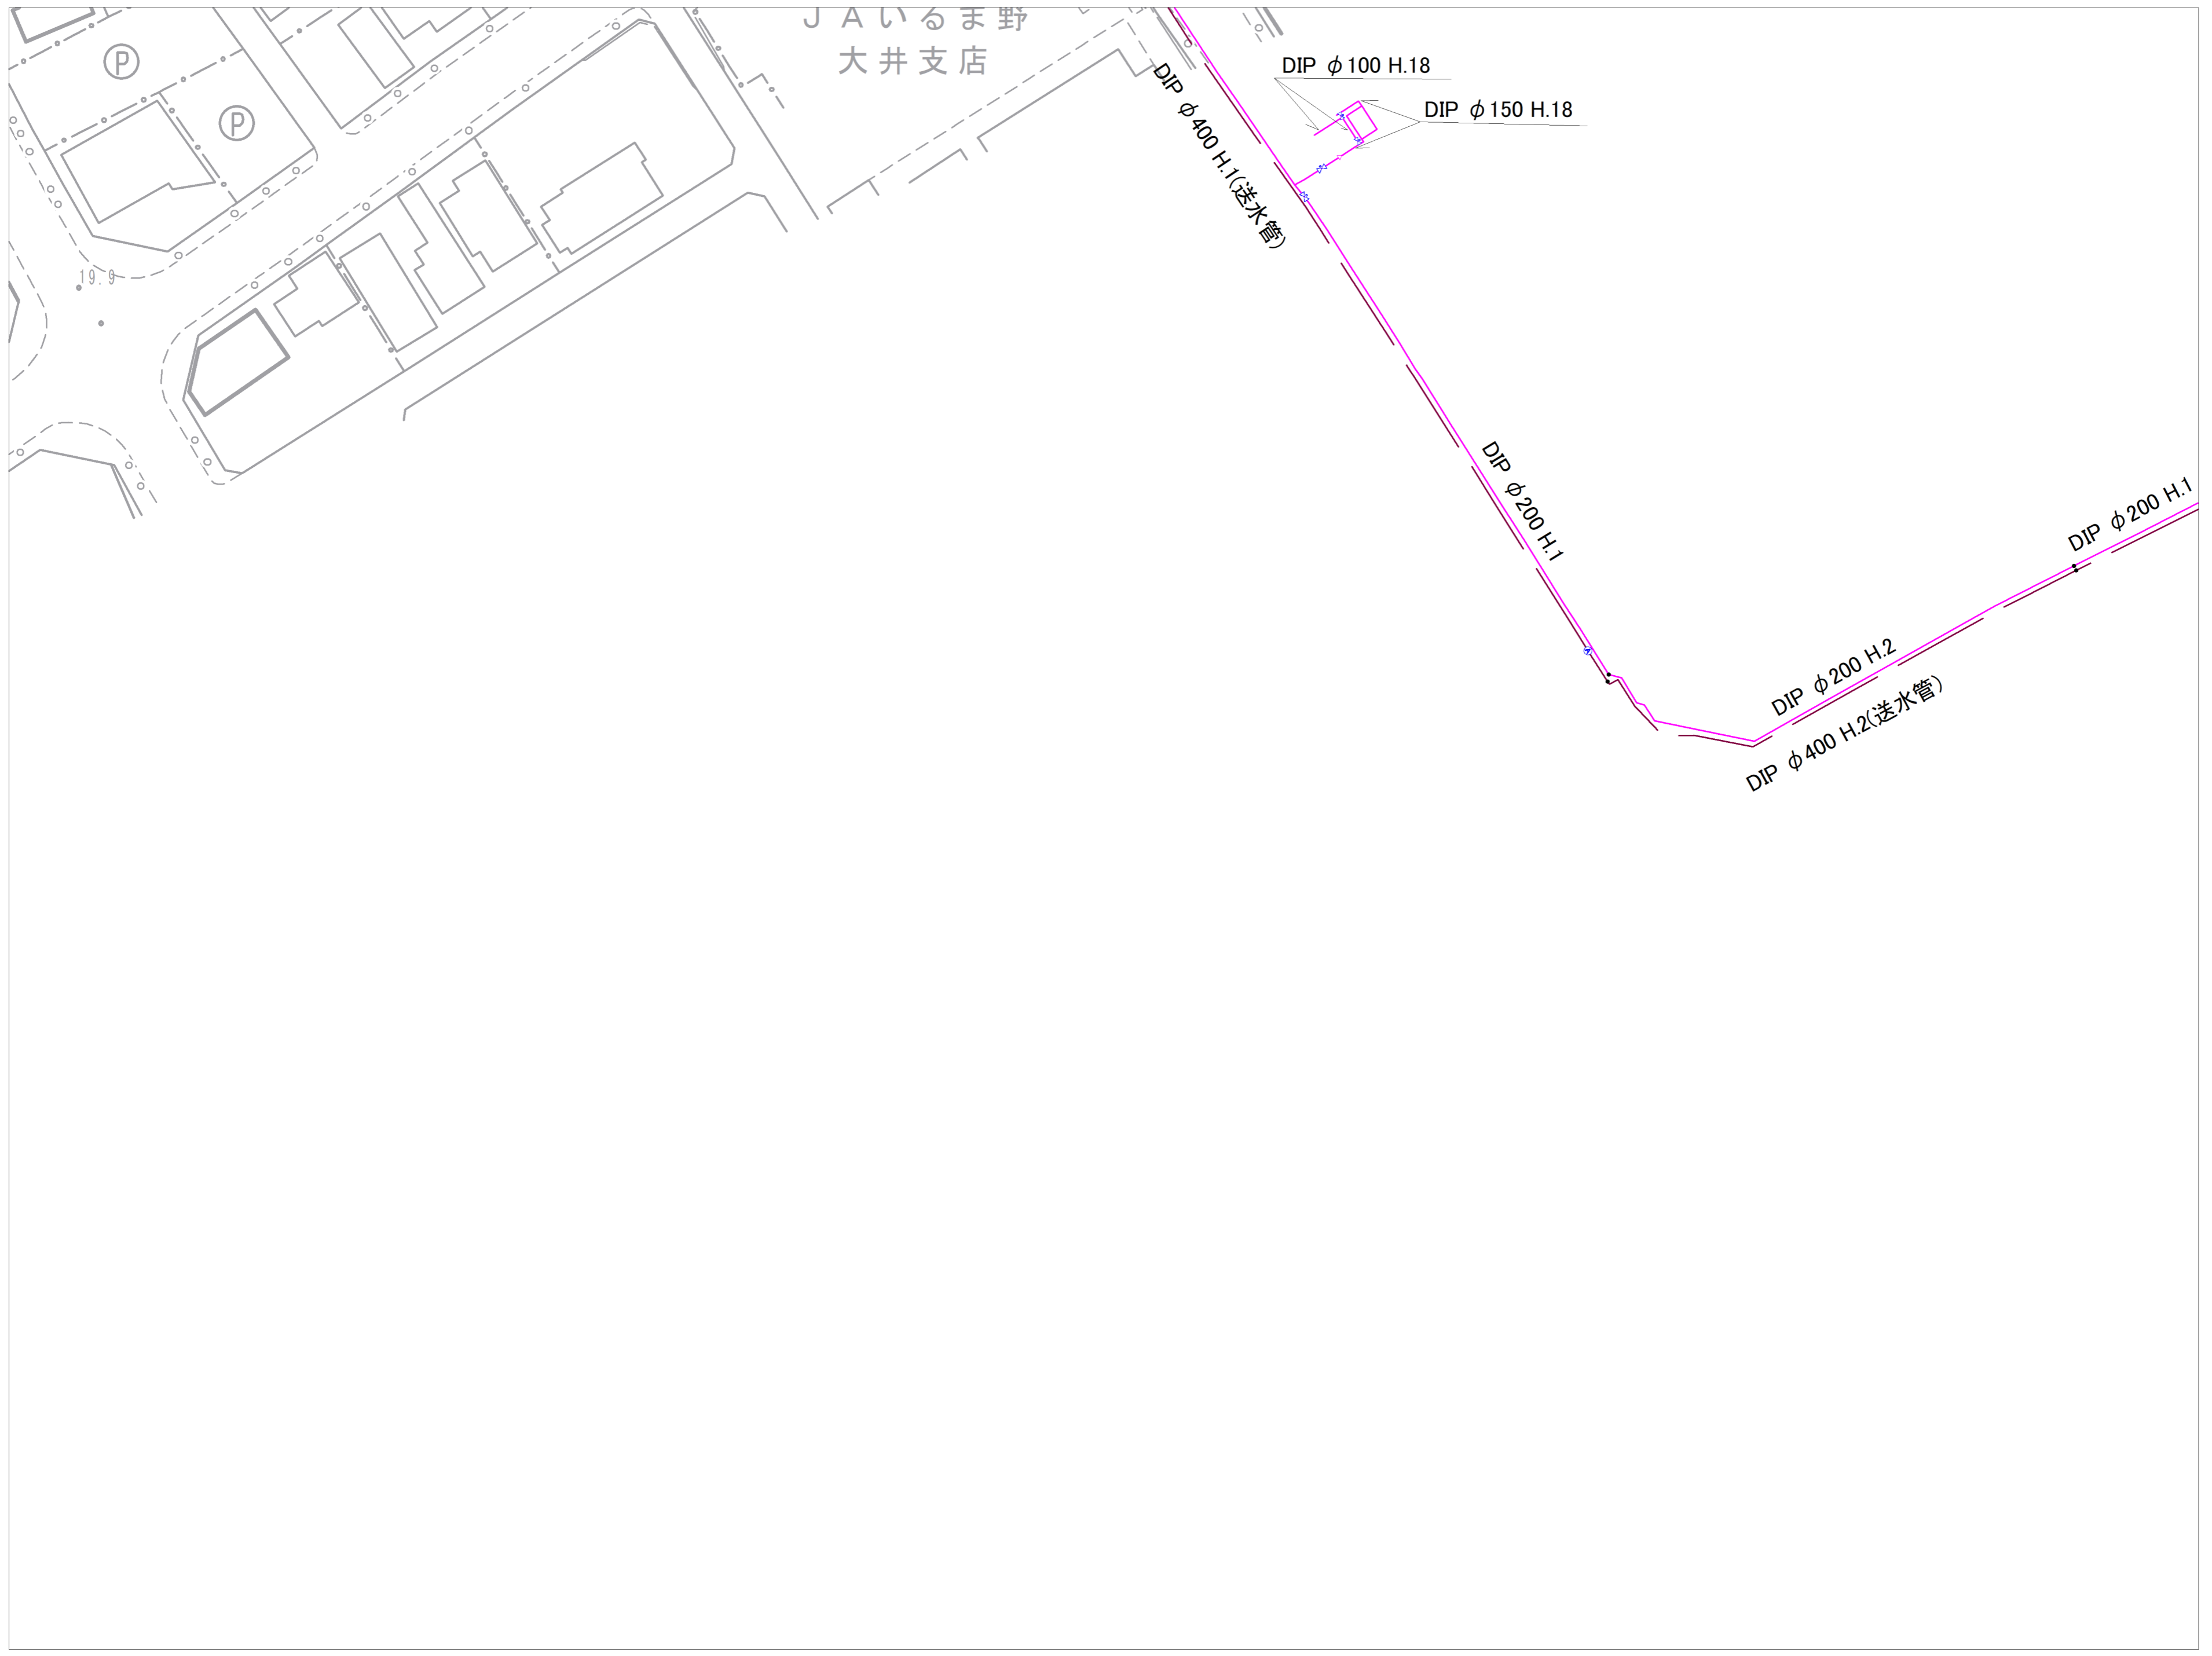 JAいるま野
大井支店
P
P
19.9
DIP φ100 H.18
DIP φ150 H.18
DIP φ400 H.1(送水管)
DIP φ200 H.1
DIP φ200 H.1
DIP φ200 H.2
DIP φ400 H.2(送水管)